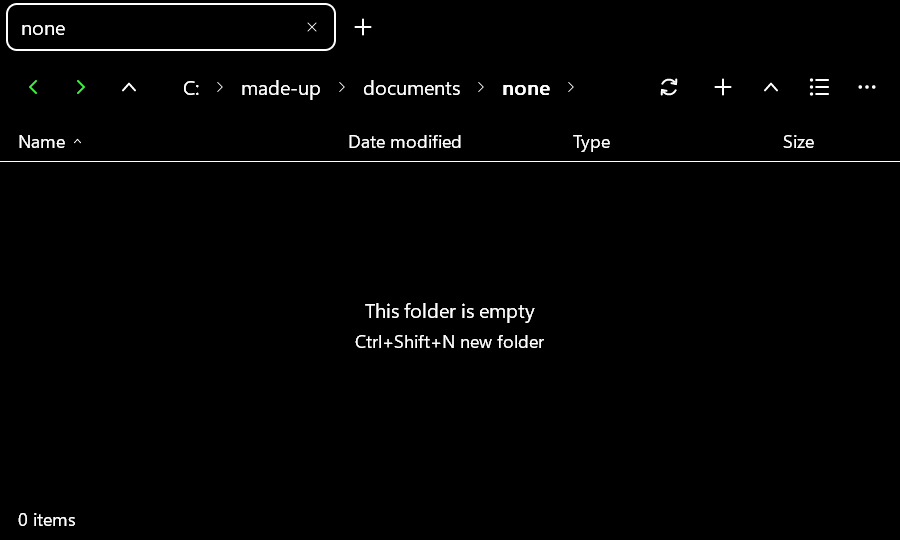 none
C: made-up documents none
Name Date modified Type Size
This folder is empty
Ctrl+Shift+N new folder
0 items